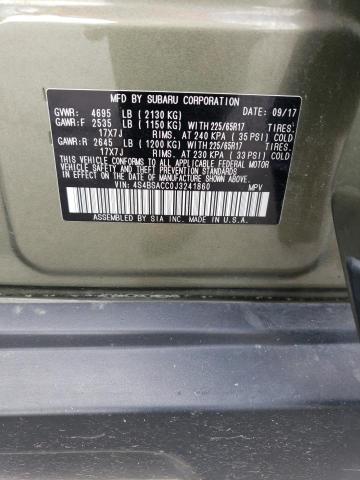 MFD BY SUBARU CORPORATION
GVWR: 4695 LB (2130 KG) DATE: 09/17
GAWR:F 2535 LB (1150 KG) WITH 225/65R17 TIRES.
17X7J RIMS. AT 240 KPA ( 35 PSI) COLD
GAWR:R 2645 LB (1200 KG) WITH 225/65R17 TIRES.
17X7J RIMS. AT 230 KPA ( 33 PSI) COLD
THIS VEHICLE CONFORMS TO ALL APPLICABLE FEDERAL MOTOR
VEHICLE SAFETY, BUMPER, AND THEFT PREVENTION STANDARDS IN
EFFECT ON THE DATE OF MANUFACTURE SHOWN ABOVE.
VIN: 4S4BSACC0J3241860 MPV
ASSEMBLED BY SIA INC, U.S.A.